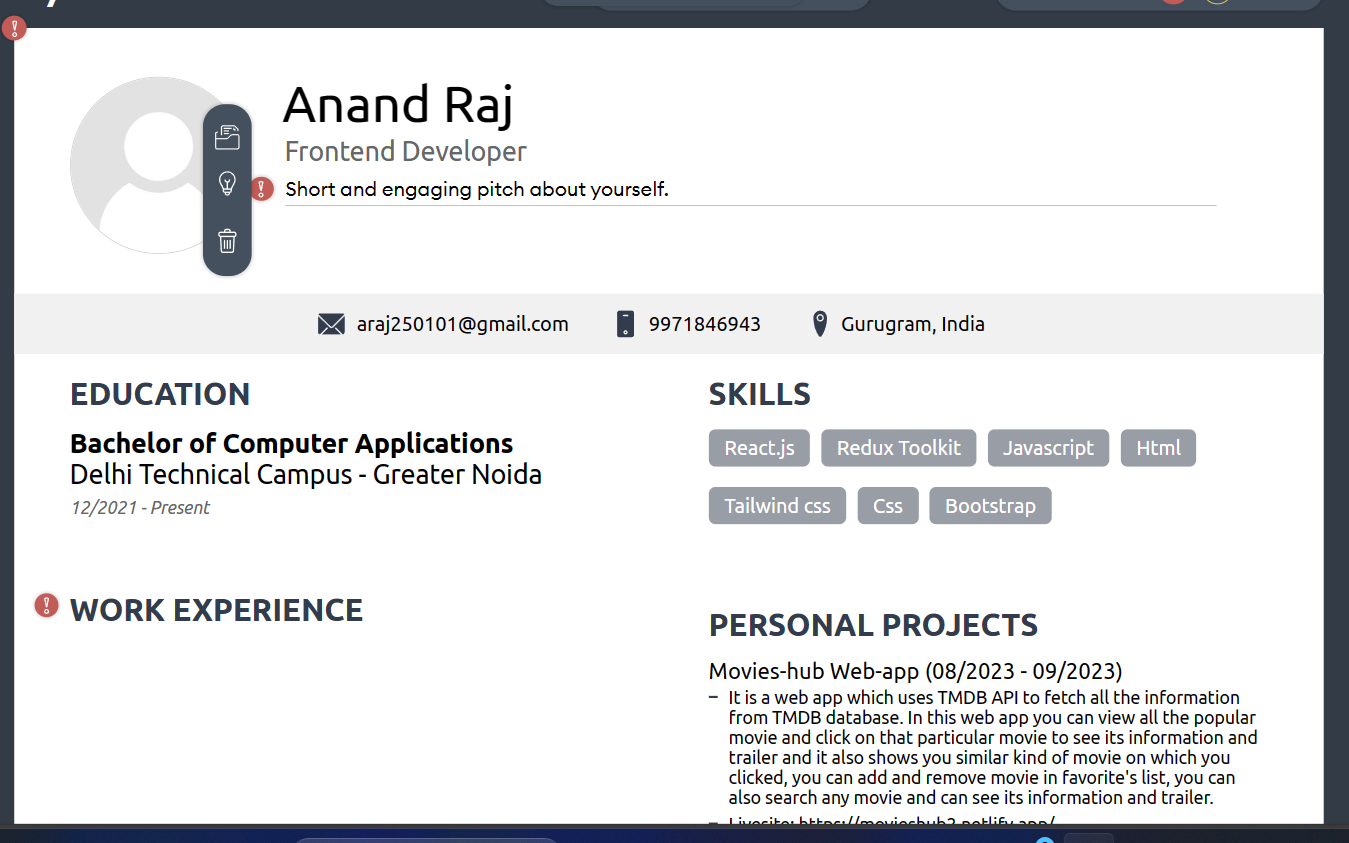 Anand Raj
Frontend Developer
Short and engaging pitch about yourself.
araj250101@gmail.com 9971846943 Gurugram, India
EDUCATION
Bachelor of Computer Applications
Delhi Technical Campus - Greater Noida
12/2021 - Present
WORK EXPERIENCE
SKILLS
React.js Redux Toolkit Javascript Html
Tailwind css Css Bootstrap
PERSONAL PROJECTS
Movies-hub Web-app (08/2023 - 09/2023)
– It is a web app which uses TMDB API to fetch all the information
from TMDB database. In this web app you can view all the popular
movie and click on that particular movie to see its information and
trailer and it also shows you similar kind of movie on which you
clicked, you can add and remove movie in favorite's list, you can
also search any movie and can see its information and trailer.
– Livesite: https://movieshub2.netlify.app/